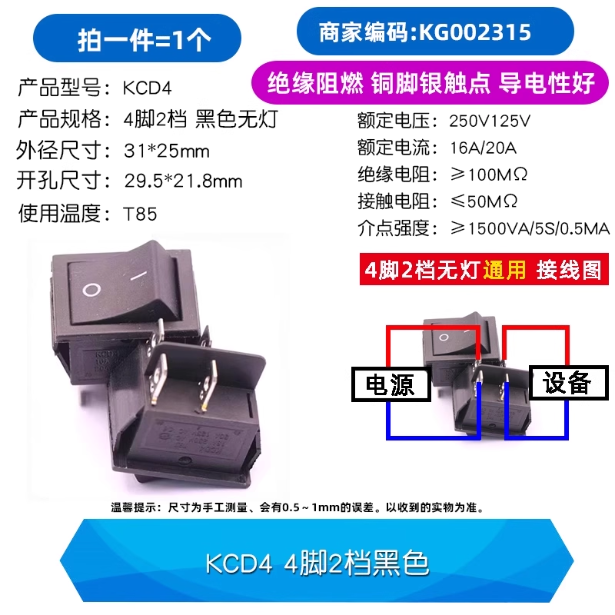 拍一件=1个
商家编码:KG002315
绝缘阻燃 铜脚银触点 导电性好
产品型号: KCD4
产品规格: 4脚2档 黑色无灯
外径尺寸: 31*25mm
开孔尺寸: 29.5*21.8mm
使用温度: T85
额定电压: 250V125V
额定电流: 16A/20A
绝缘电阻: ≥100MΩ
接触电阻: ≤50MΩ
介点强度: ≥1500VA/5S/0.5MA
4脚2档无灯通用 接线图
电源
设备
温馨提示: 尺寸为手工测量、会有0.5~1mm的误差。以收到的实物为准。
KCD4 4脚2档黑色